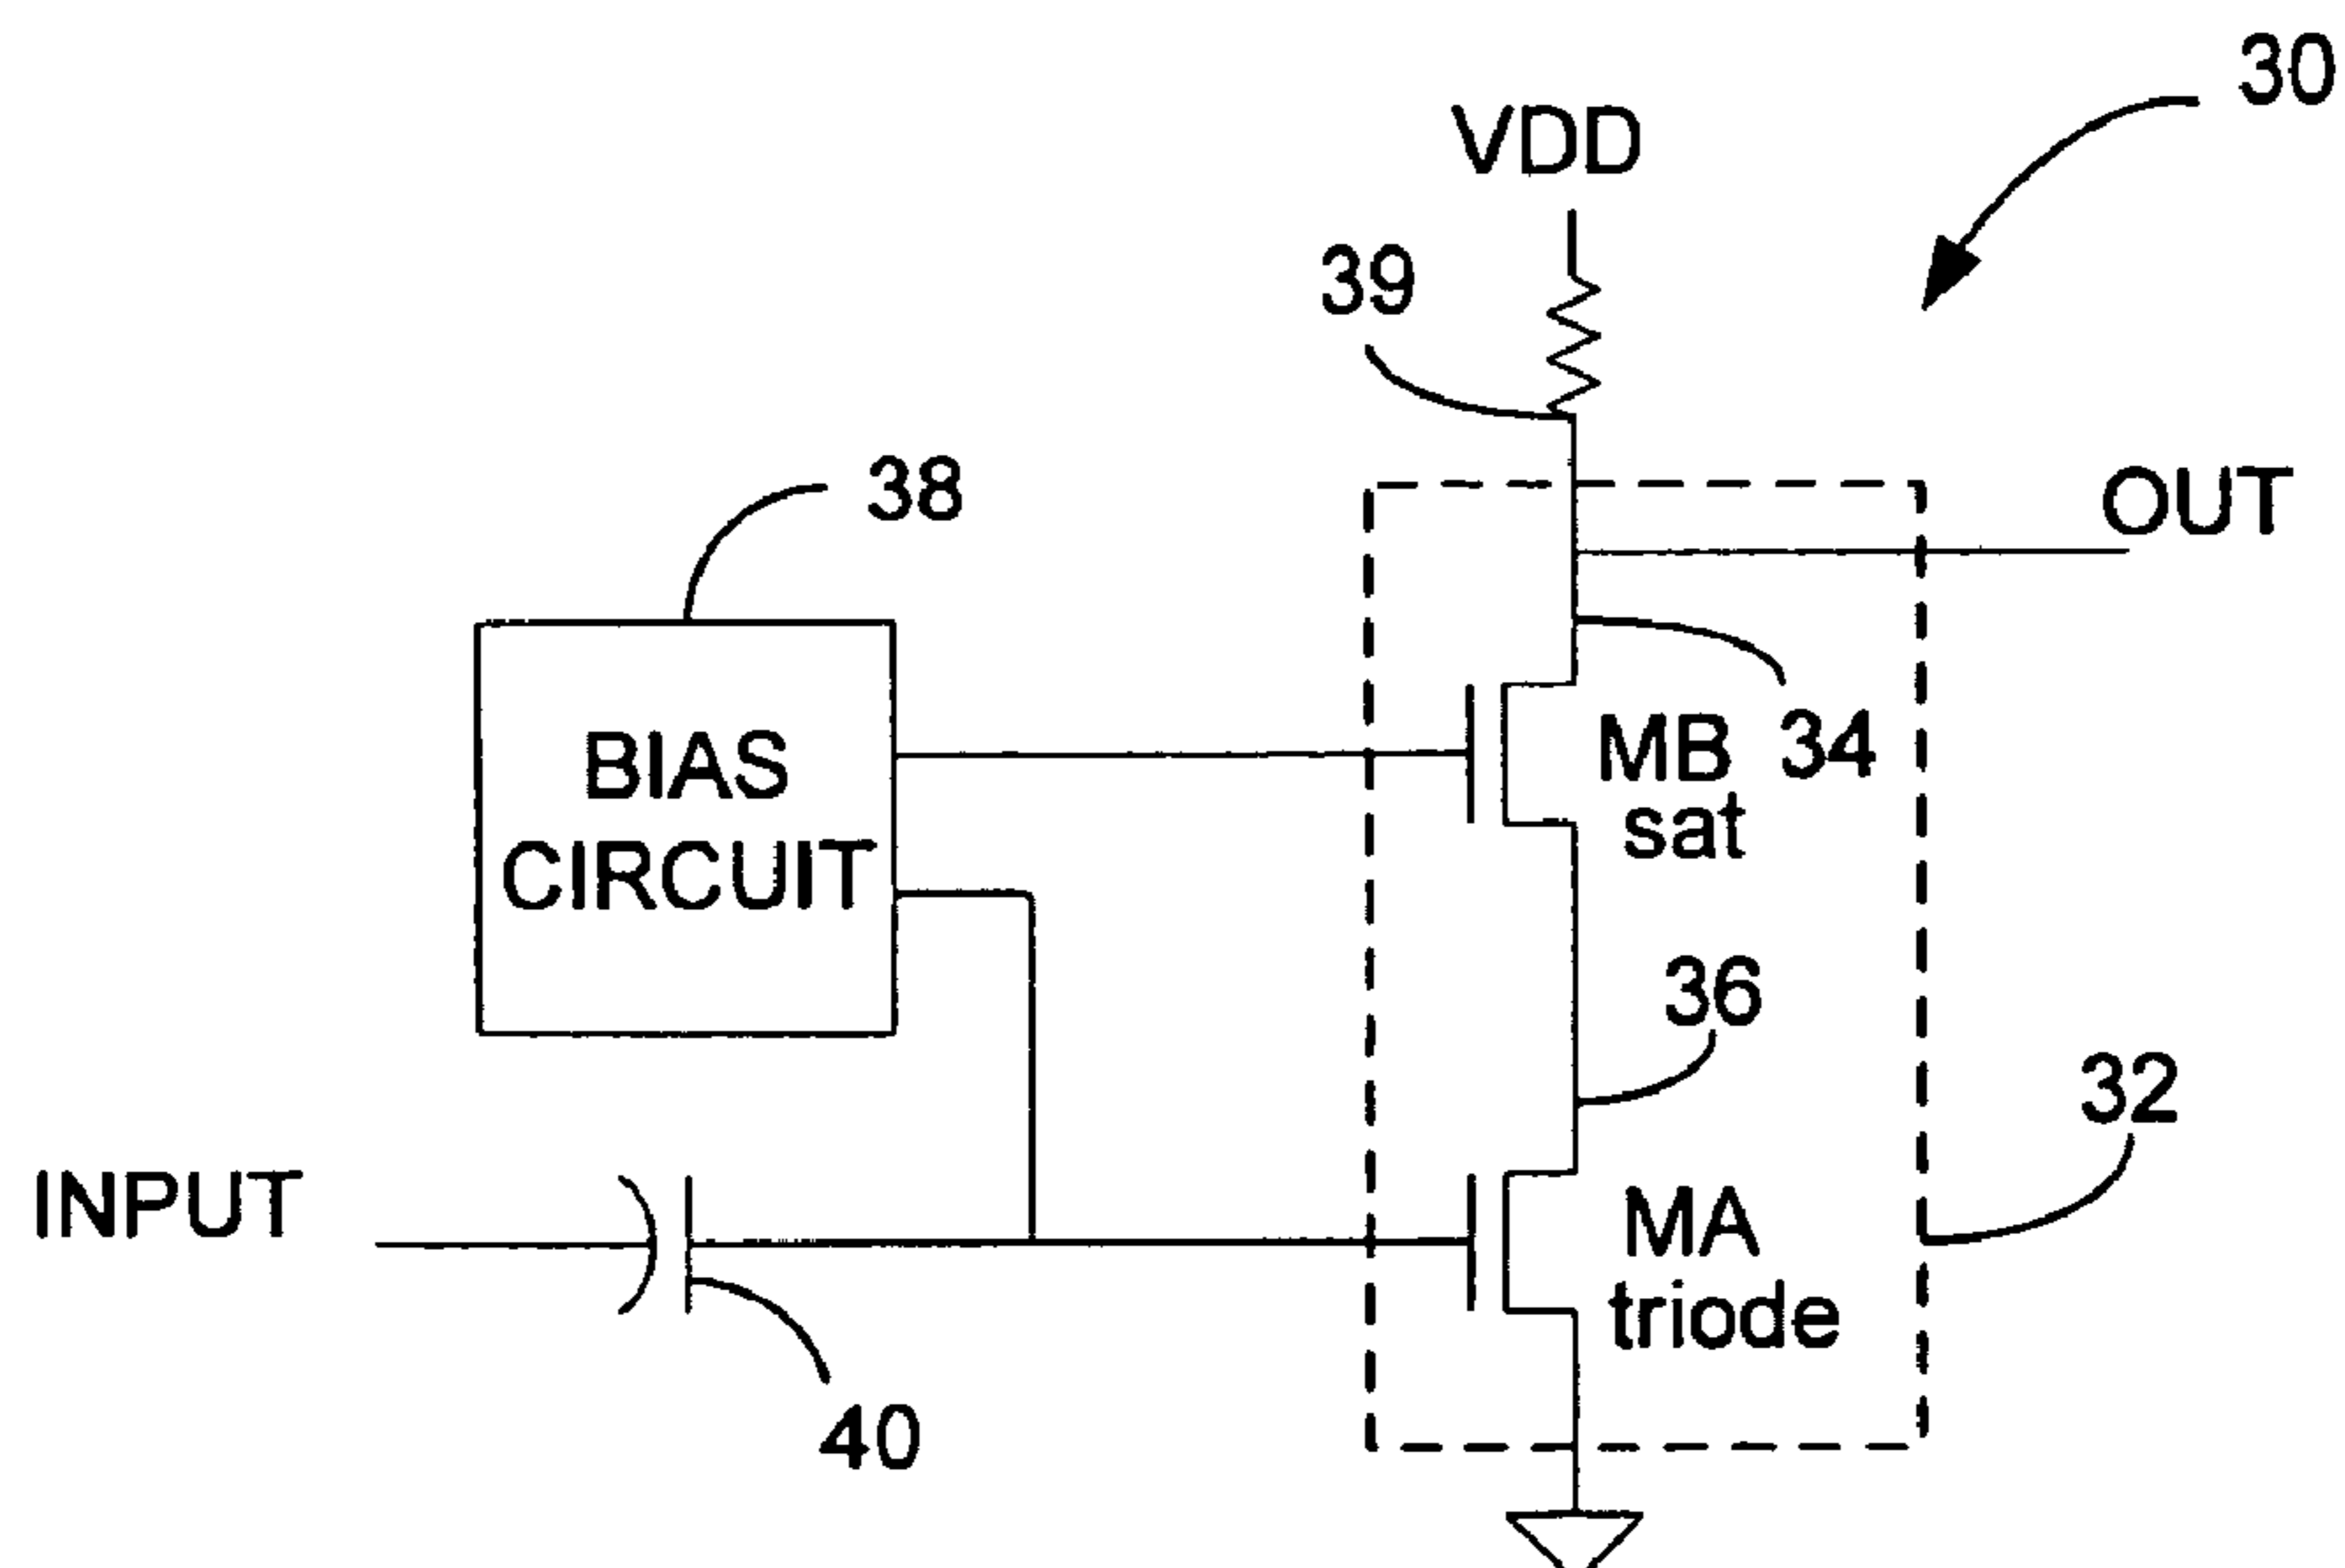 30
VDD
39
38
OUT
BIAS
CIRCUIT
MB
sat
34
36
32
INPUT
MA
triode
40